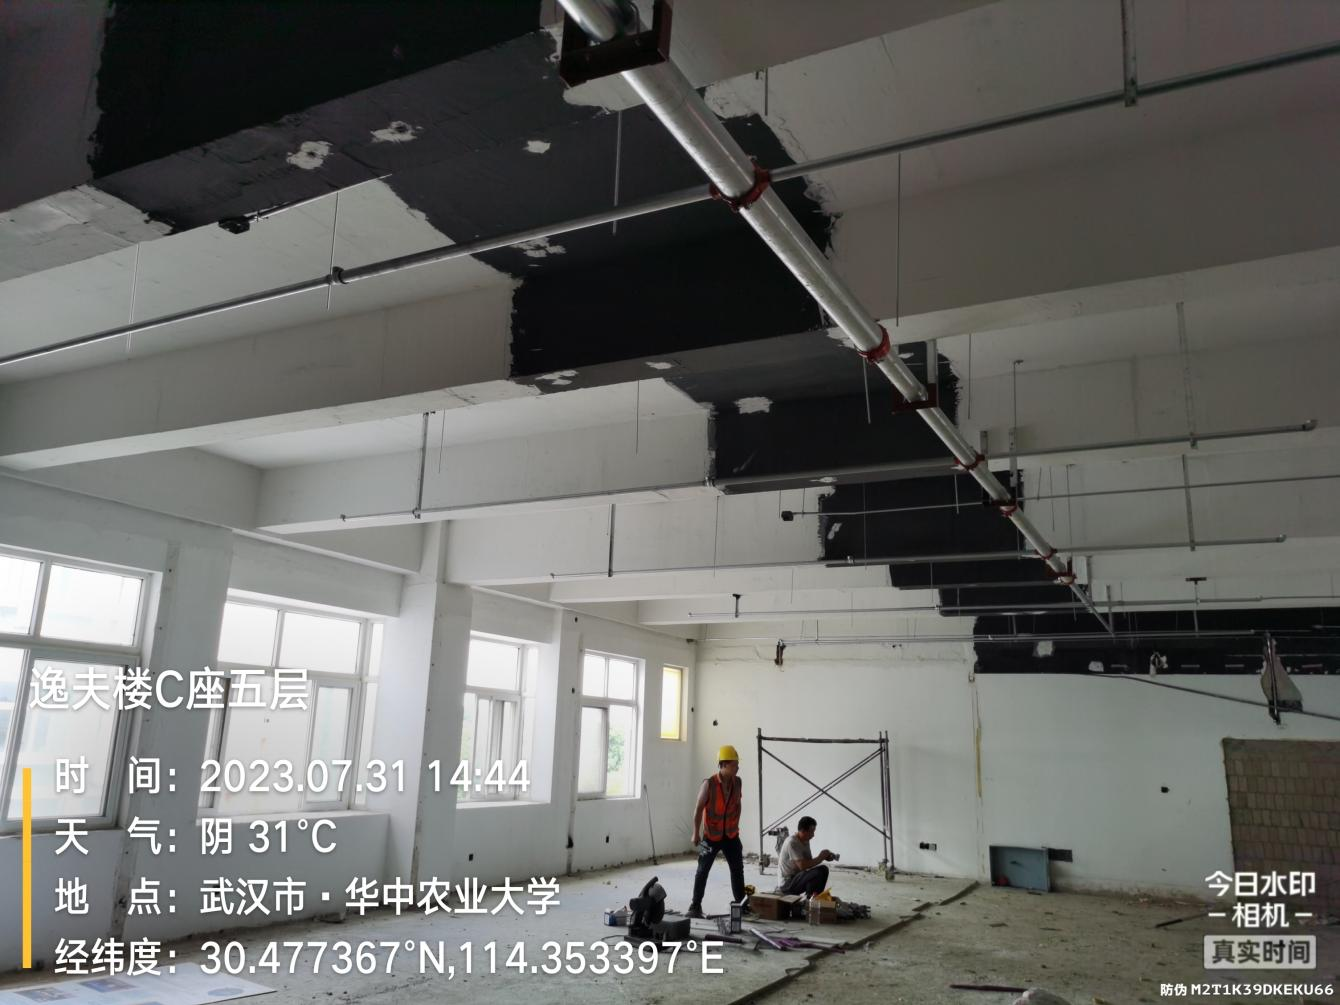 逸夫楼C座五层
时 间：2023.07.31 14:44
天 气：阴 31°C
地 点：武汉市·华中农业大学
经纬度：30.477367°N,114.353397°E
今日水印
-相机-
真实时间
防伪 M2T1K39DKEKU66